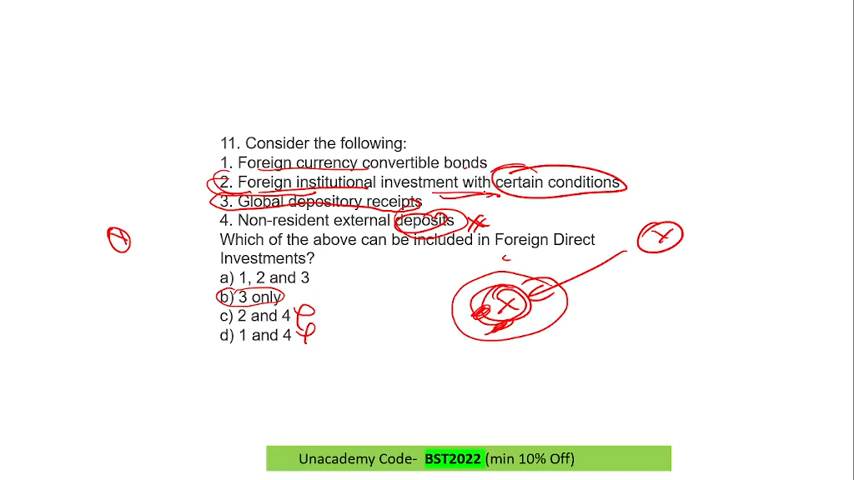 11. Consider the following:
1. Foreign currency convertible bonds
2. Foreign institutional investment with certain conditions
3. Global depository receipts
4. Non-resident external deposits
Which of the above can be included in Foreign Direct
Investments?
a) 1, 2 and 3
b) 3 only
c) 2 and 4
d) 1 and 4
Unacademy Code- BST2022 (min 10% Off)